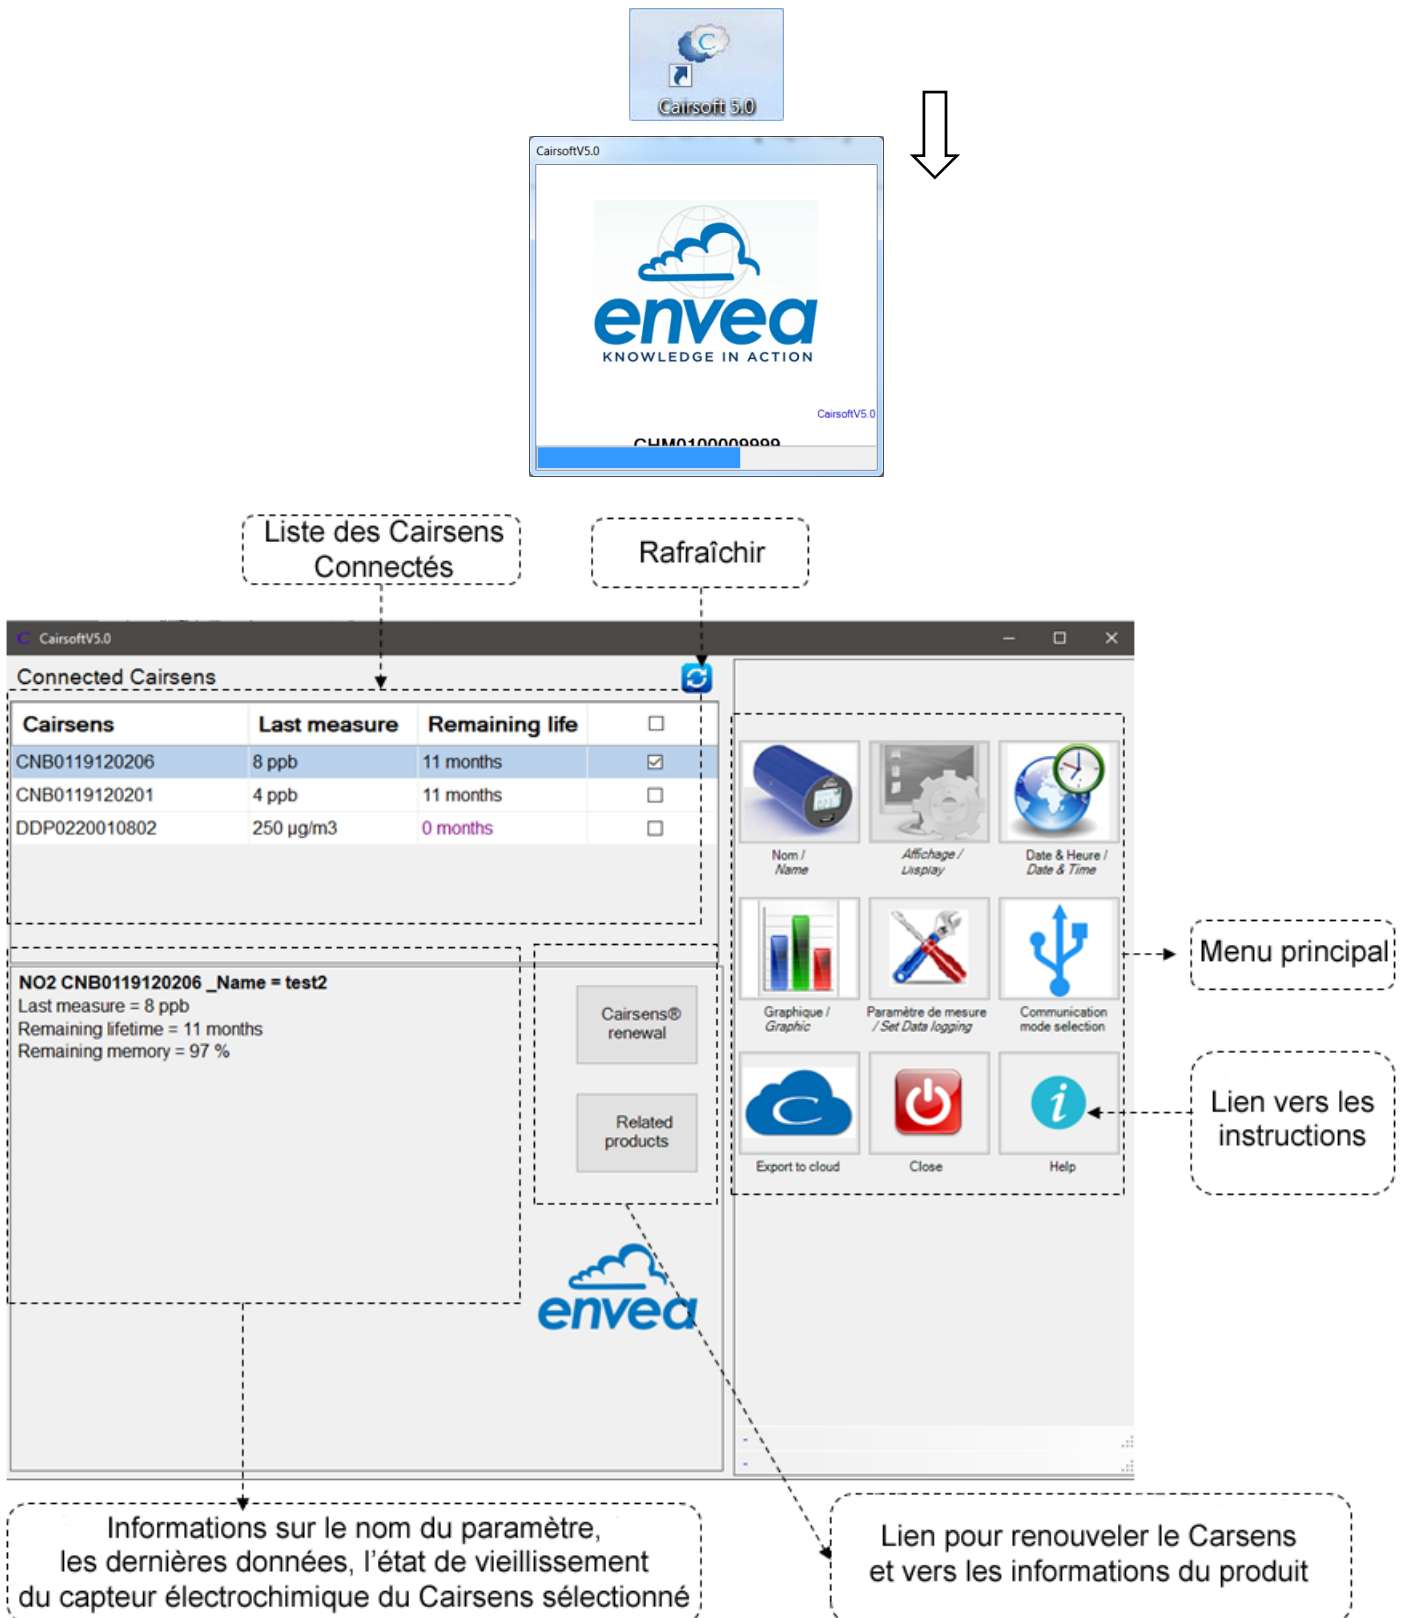 Cairsoft 5.0
CairsoftV5.0
envea
KNOWLEDGE IN ACTION
CairsoftV5.0
CHM0100009999
Liste des Cairsens
Connectés
Rafraîchir
C CairsoftV5.0
Connected Cairsens
Cairsens Last measure Remaining life
CNB0119120206 8 ppb 11 months
CNB0119120201 4 ppb 11 months
DDP0220010802 250 µg/m3 0 months
Nom /
Name
Affichage /
Display
Date & Heure /
Date & Time
Graphique /
Graphic
Paramètre de mesure
/ Set Data logging
Communication
mode selection
C
Export to cloud
Close
i
Help
Menu principal
Lien vers les
instructions
NO2 CNB0119120206 _Name = test2
Last measure = 8 ppb
Remaining lifetime = 11 months
Remaining memory = 97 %
Cairsens®
renewal
Related
products
envea
Informations sur le nom du paramètre,
les dernières données, l'état de vieillissement
du capteur électrochimique du Cairsens sélectionné
Lien pour renouveler le Carsens
et vers les informations du produit